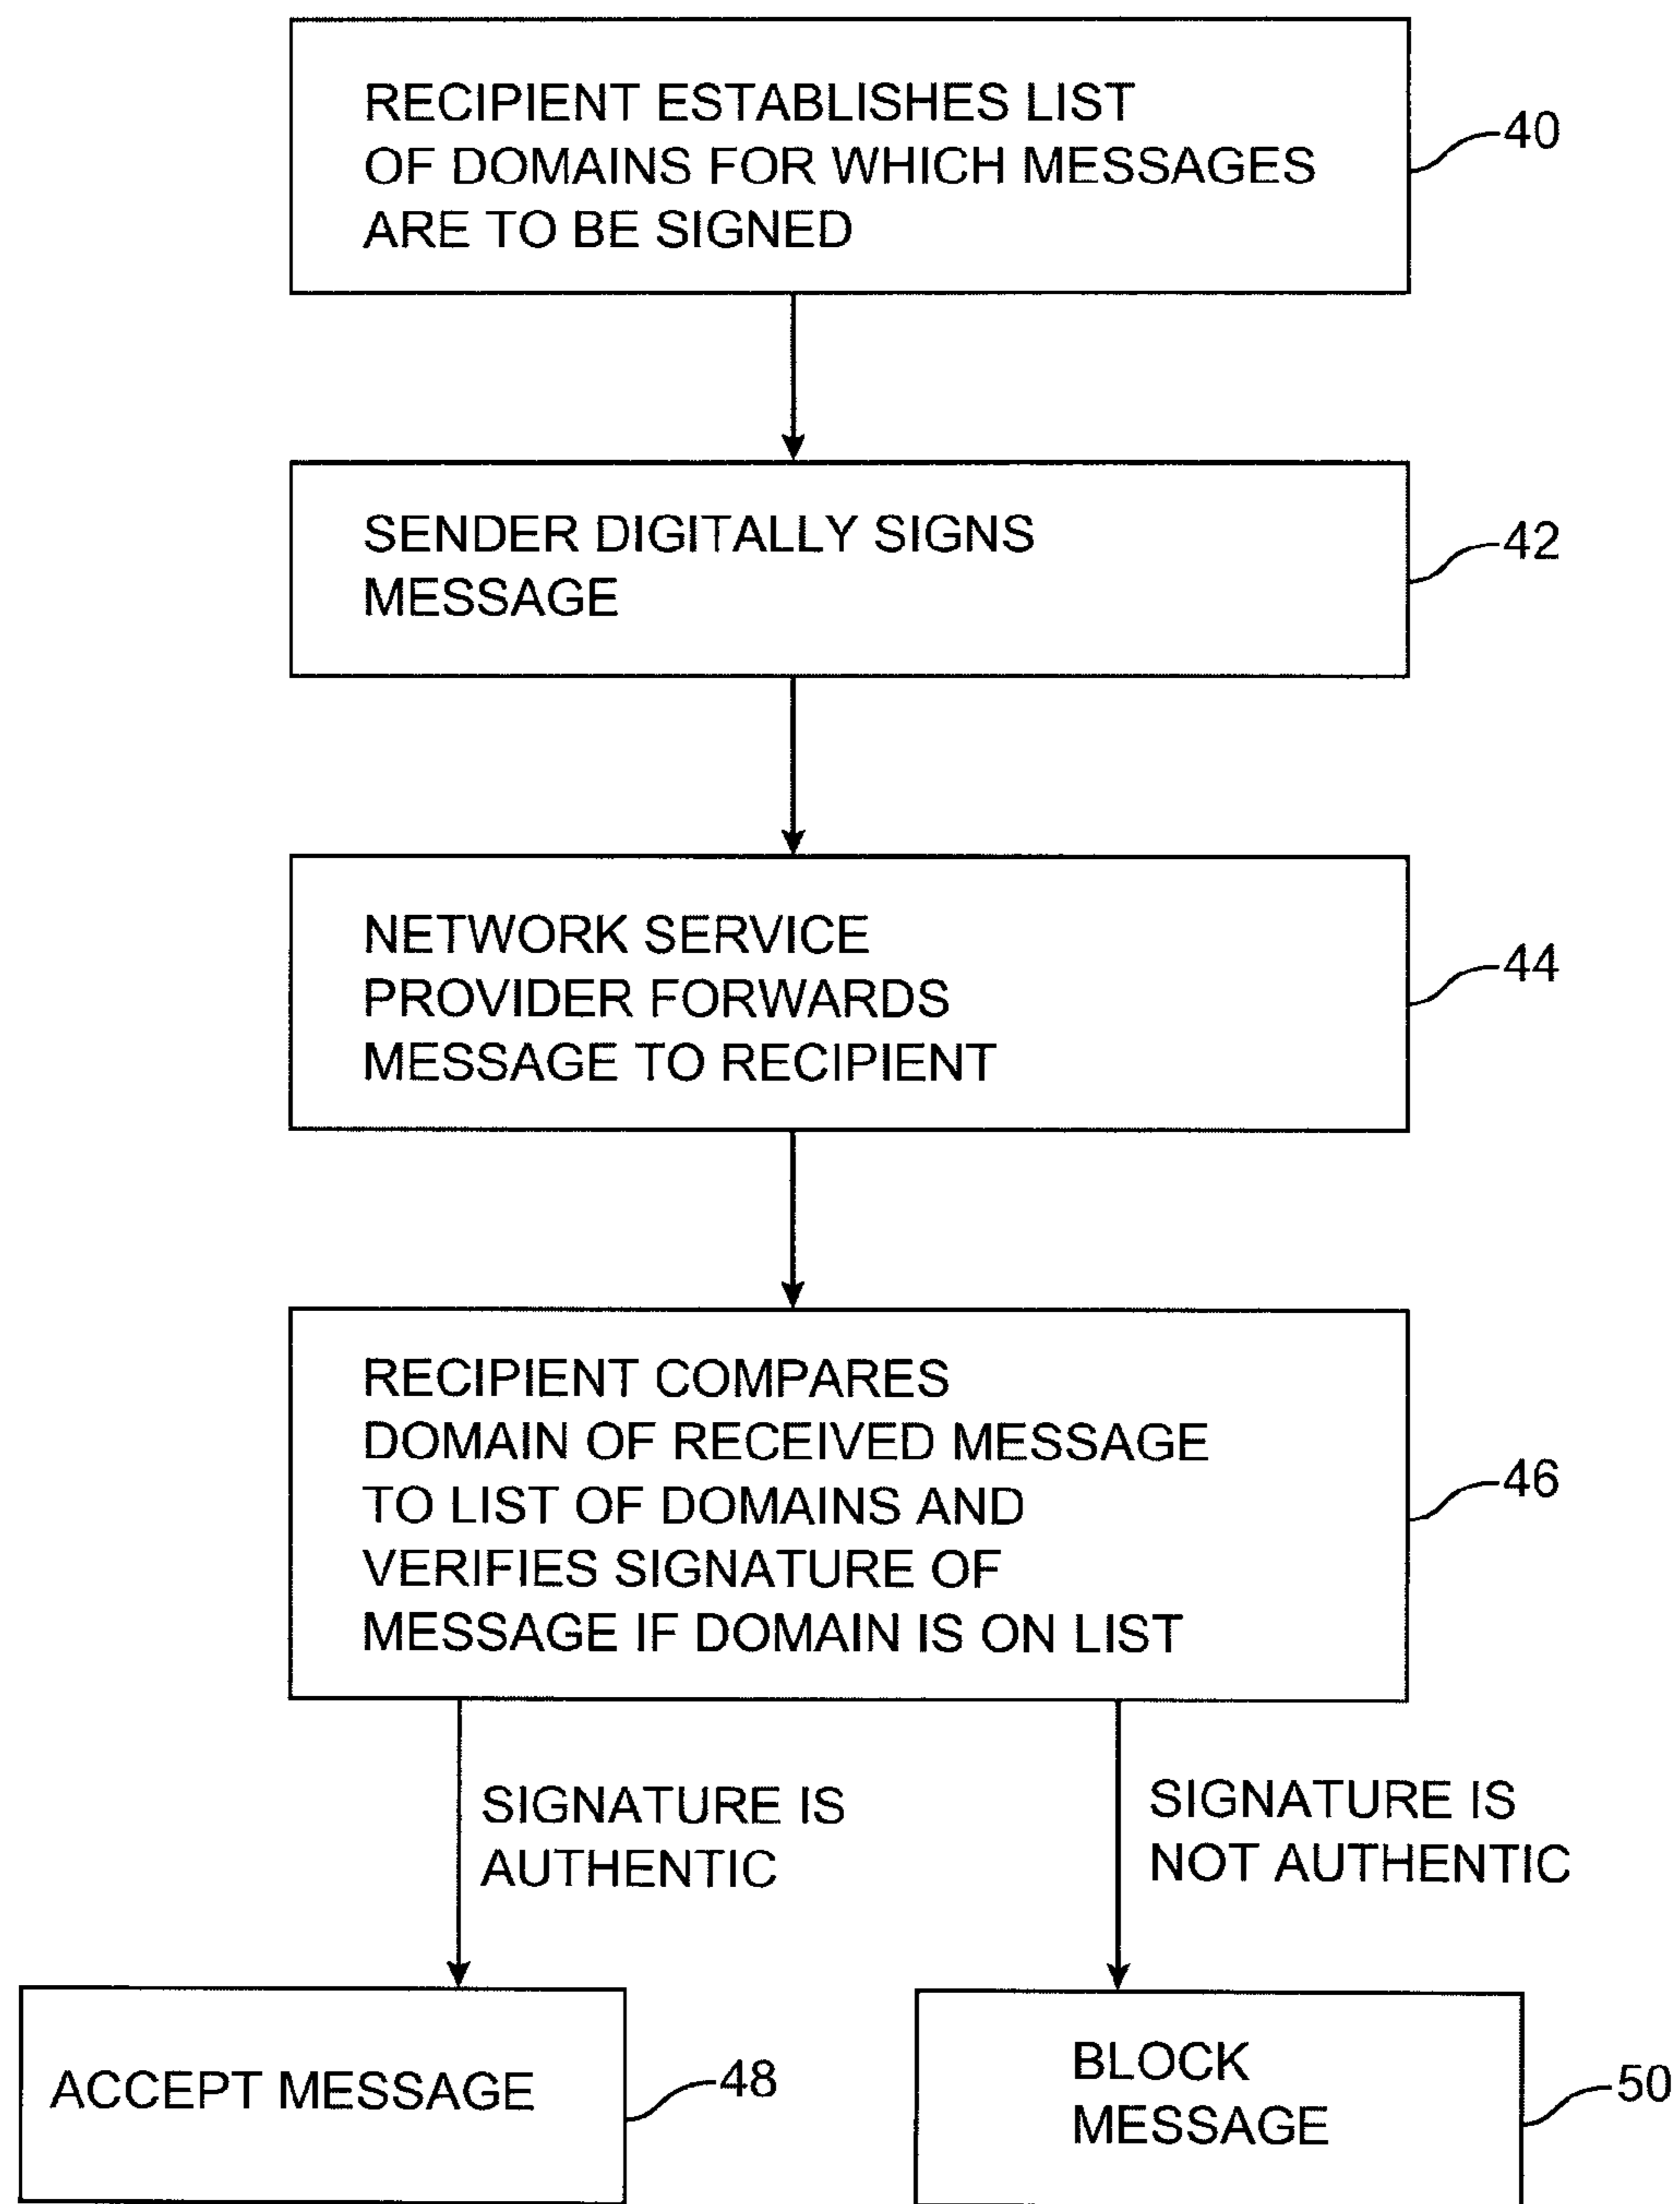 RECIPIENT ESTABLISHES LIST
OF DOMAINS FOR WHICH MESSAGES
ARE TO BE SIGNED
40
SENDER DIGITALLY SIGNS
MESSAGE
42
NETWORK SERVICE
PROVIDER FORWARDS
MESSAGE TO RECIPIENT
44
RECIPIENT COMPARES
DOMAIN OF RECEIVED MESSAGE
TO LIST OF DOMAINS AND
VERIFIES SIGNATURE OF
MESSAGE IF DOMAIN IS ON LIST
46
SIGNATURE IS
AUTHENTIC
SIGNATURE IS
NOT AUTHENTIC
ACCEPT MESSAGE
48
BLOCK
MESSAGE
50